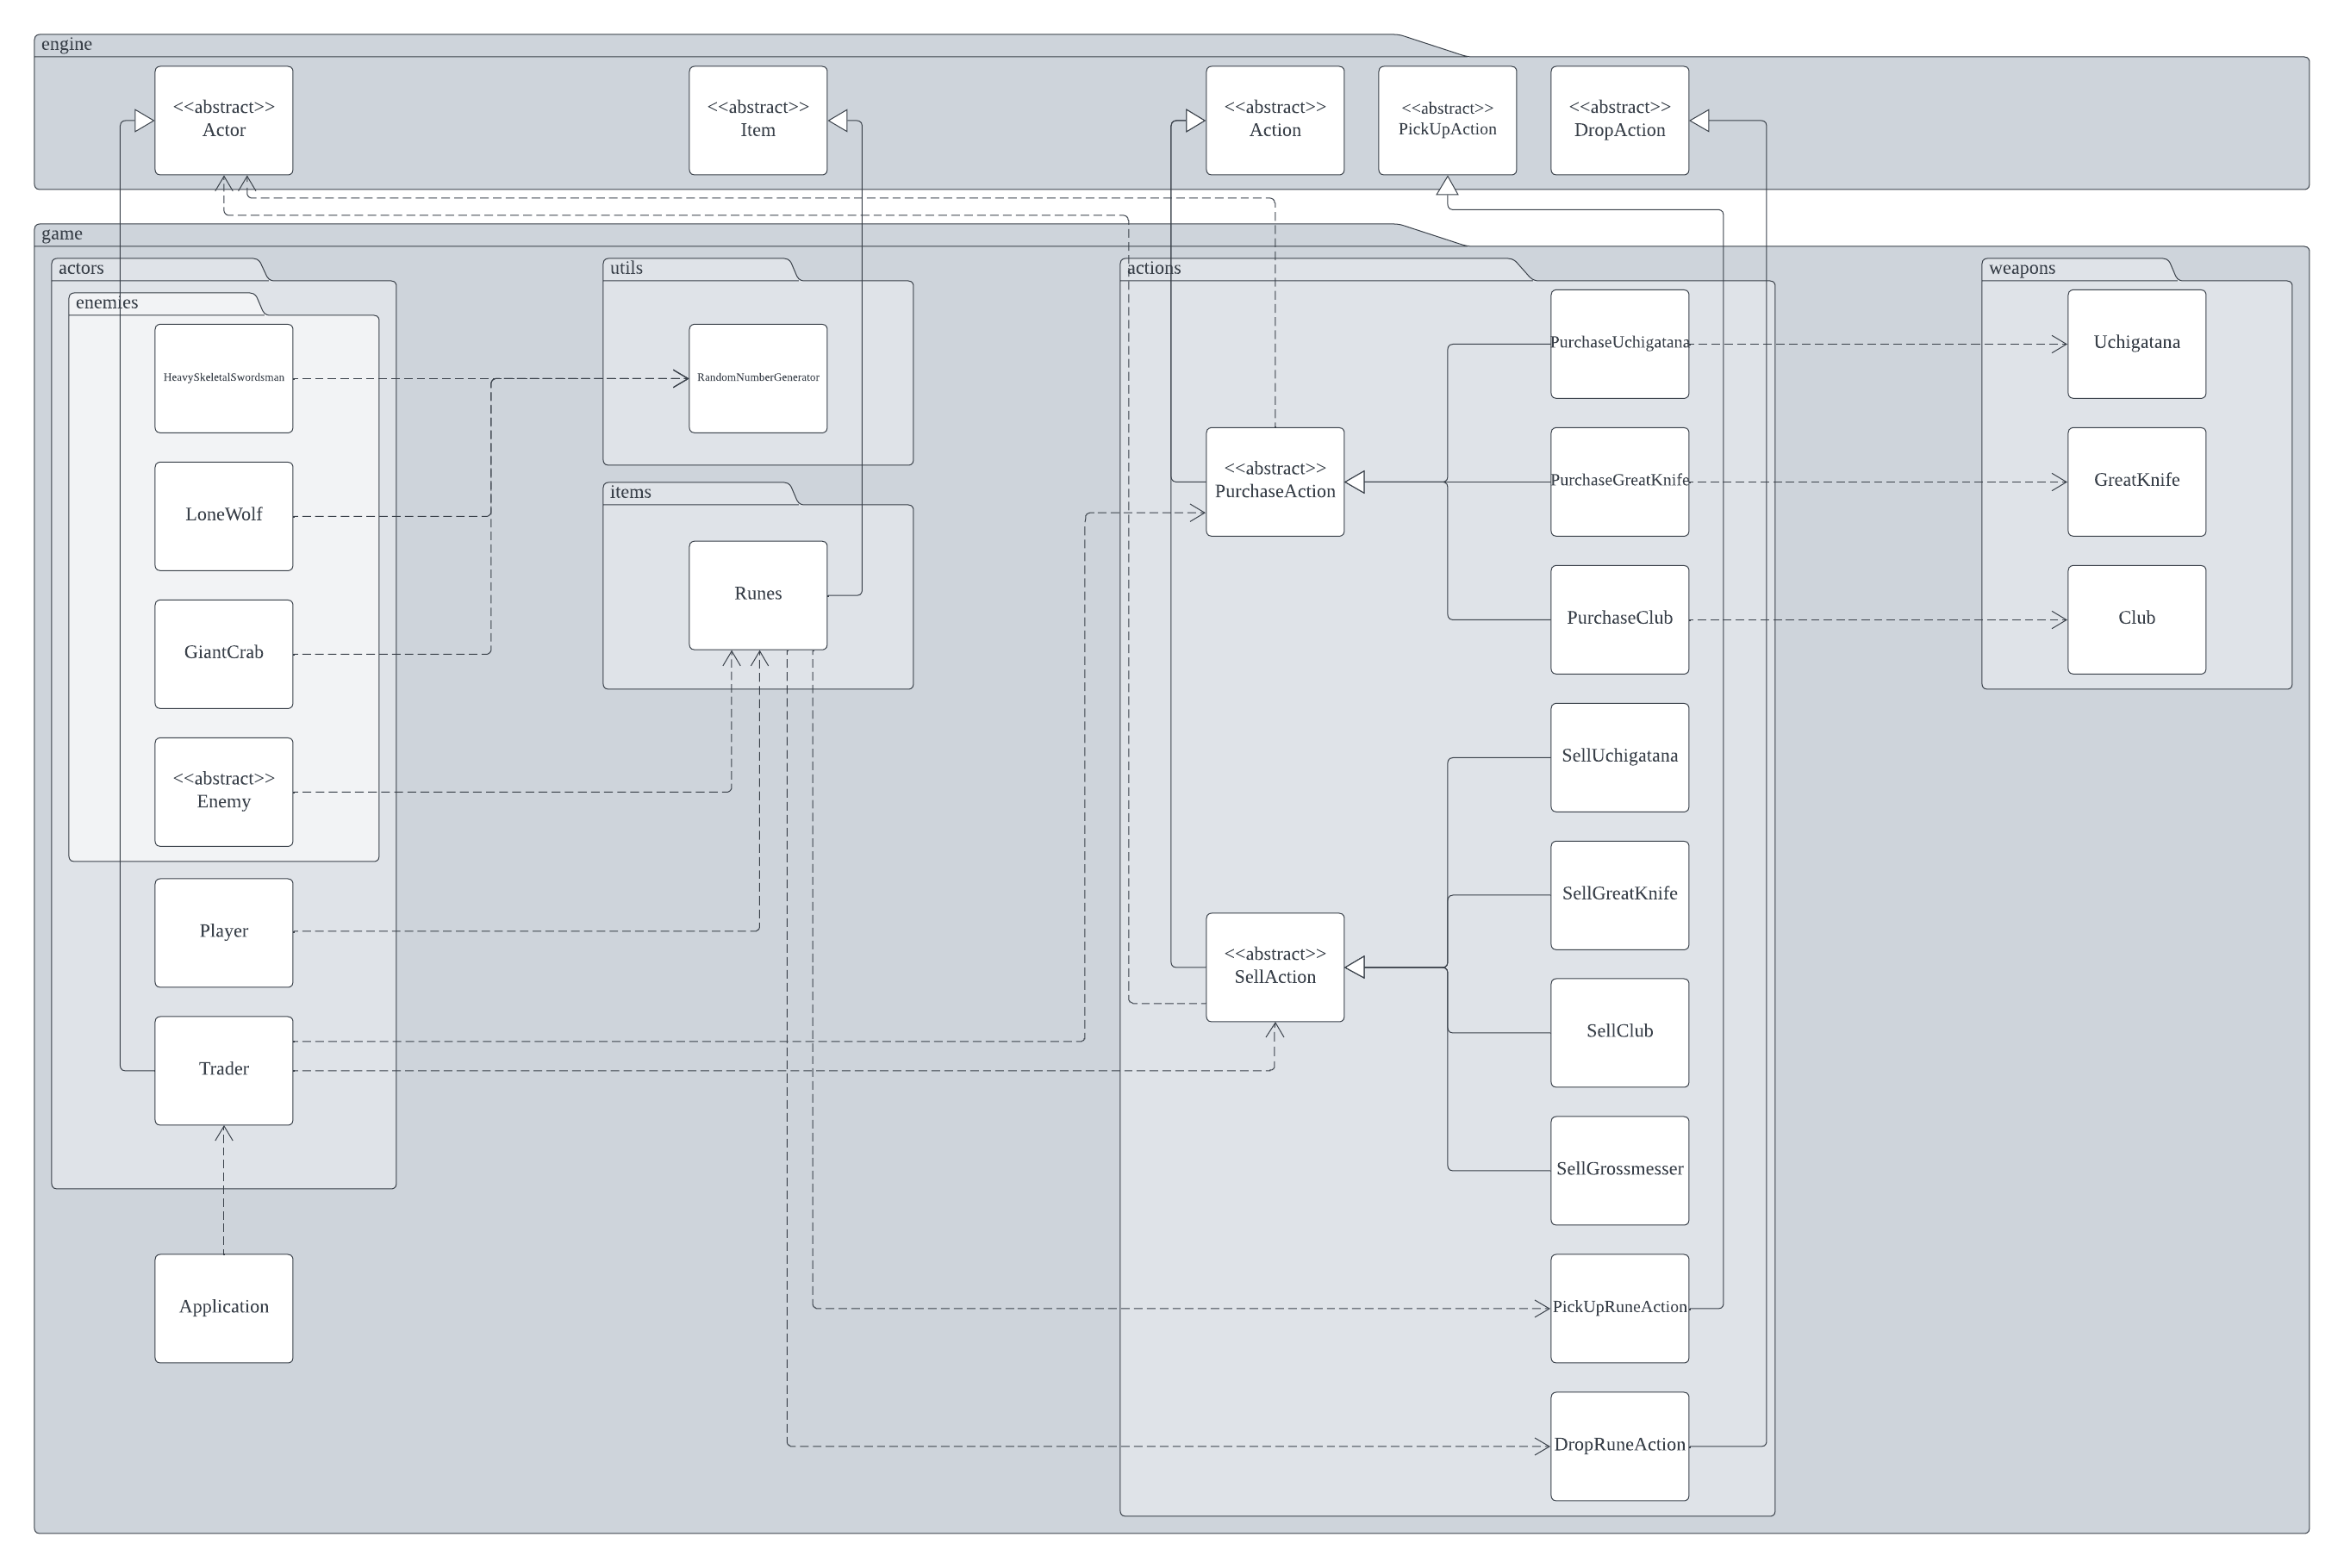 engine
<<abstract>>
Actor
<<abstract>>
Item
<<abstract>>
Action
<<abstract>>
PickUpAction
<<abstract>>
DropAction
game
actors
enemies
HeavySkeletalSwordsman
LoneWolf
GiantCrab
<<abstract>>
Enemy
Player
Trader
Application
utils
RandomNumberGenerator
items
Runes
actions
<<abstract>>
PurchaseAction
<<abstract>>
SellAction
PurchaseUchigatana
PurchaseGreatKnife
PurchaseClub
SellUchigatana
SellGreatKnife
SellClub
SellGrossmesser
PickUpRuneAction
DropRuneAction
weapons
Uchigatana
GreatKnife
Club